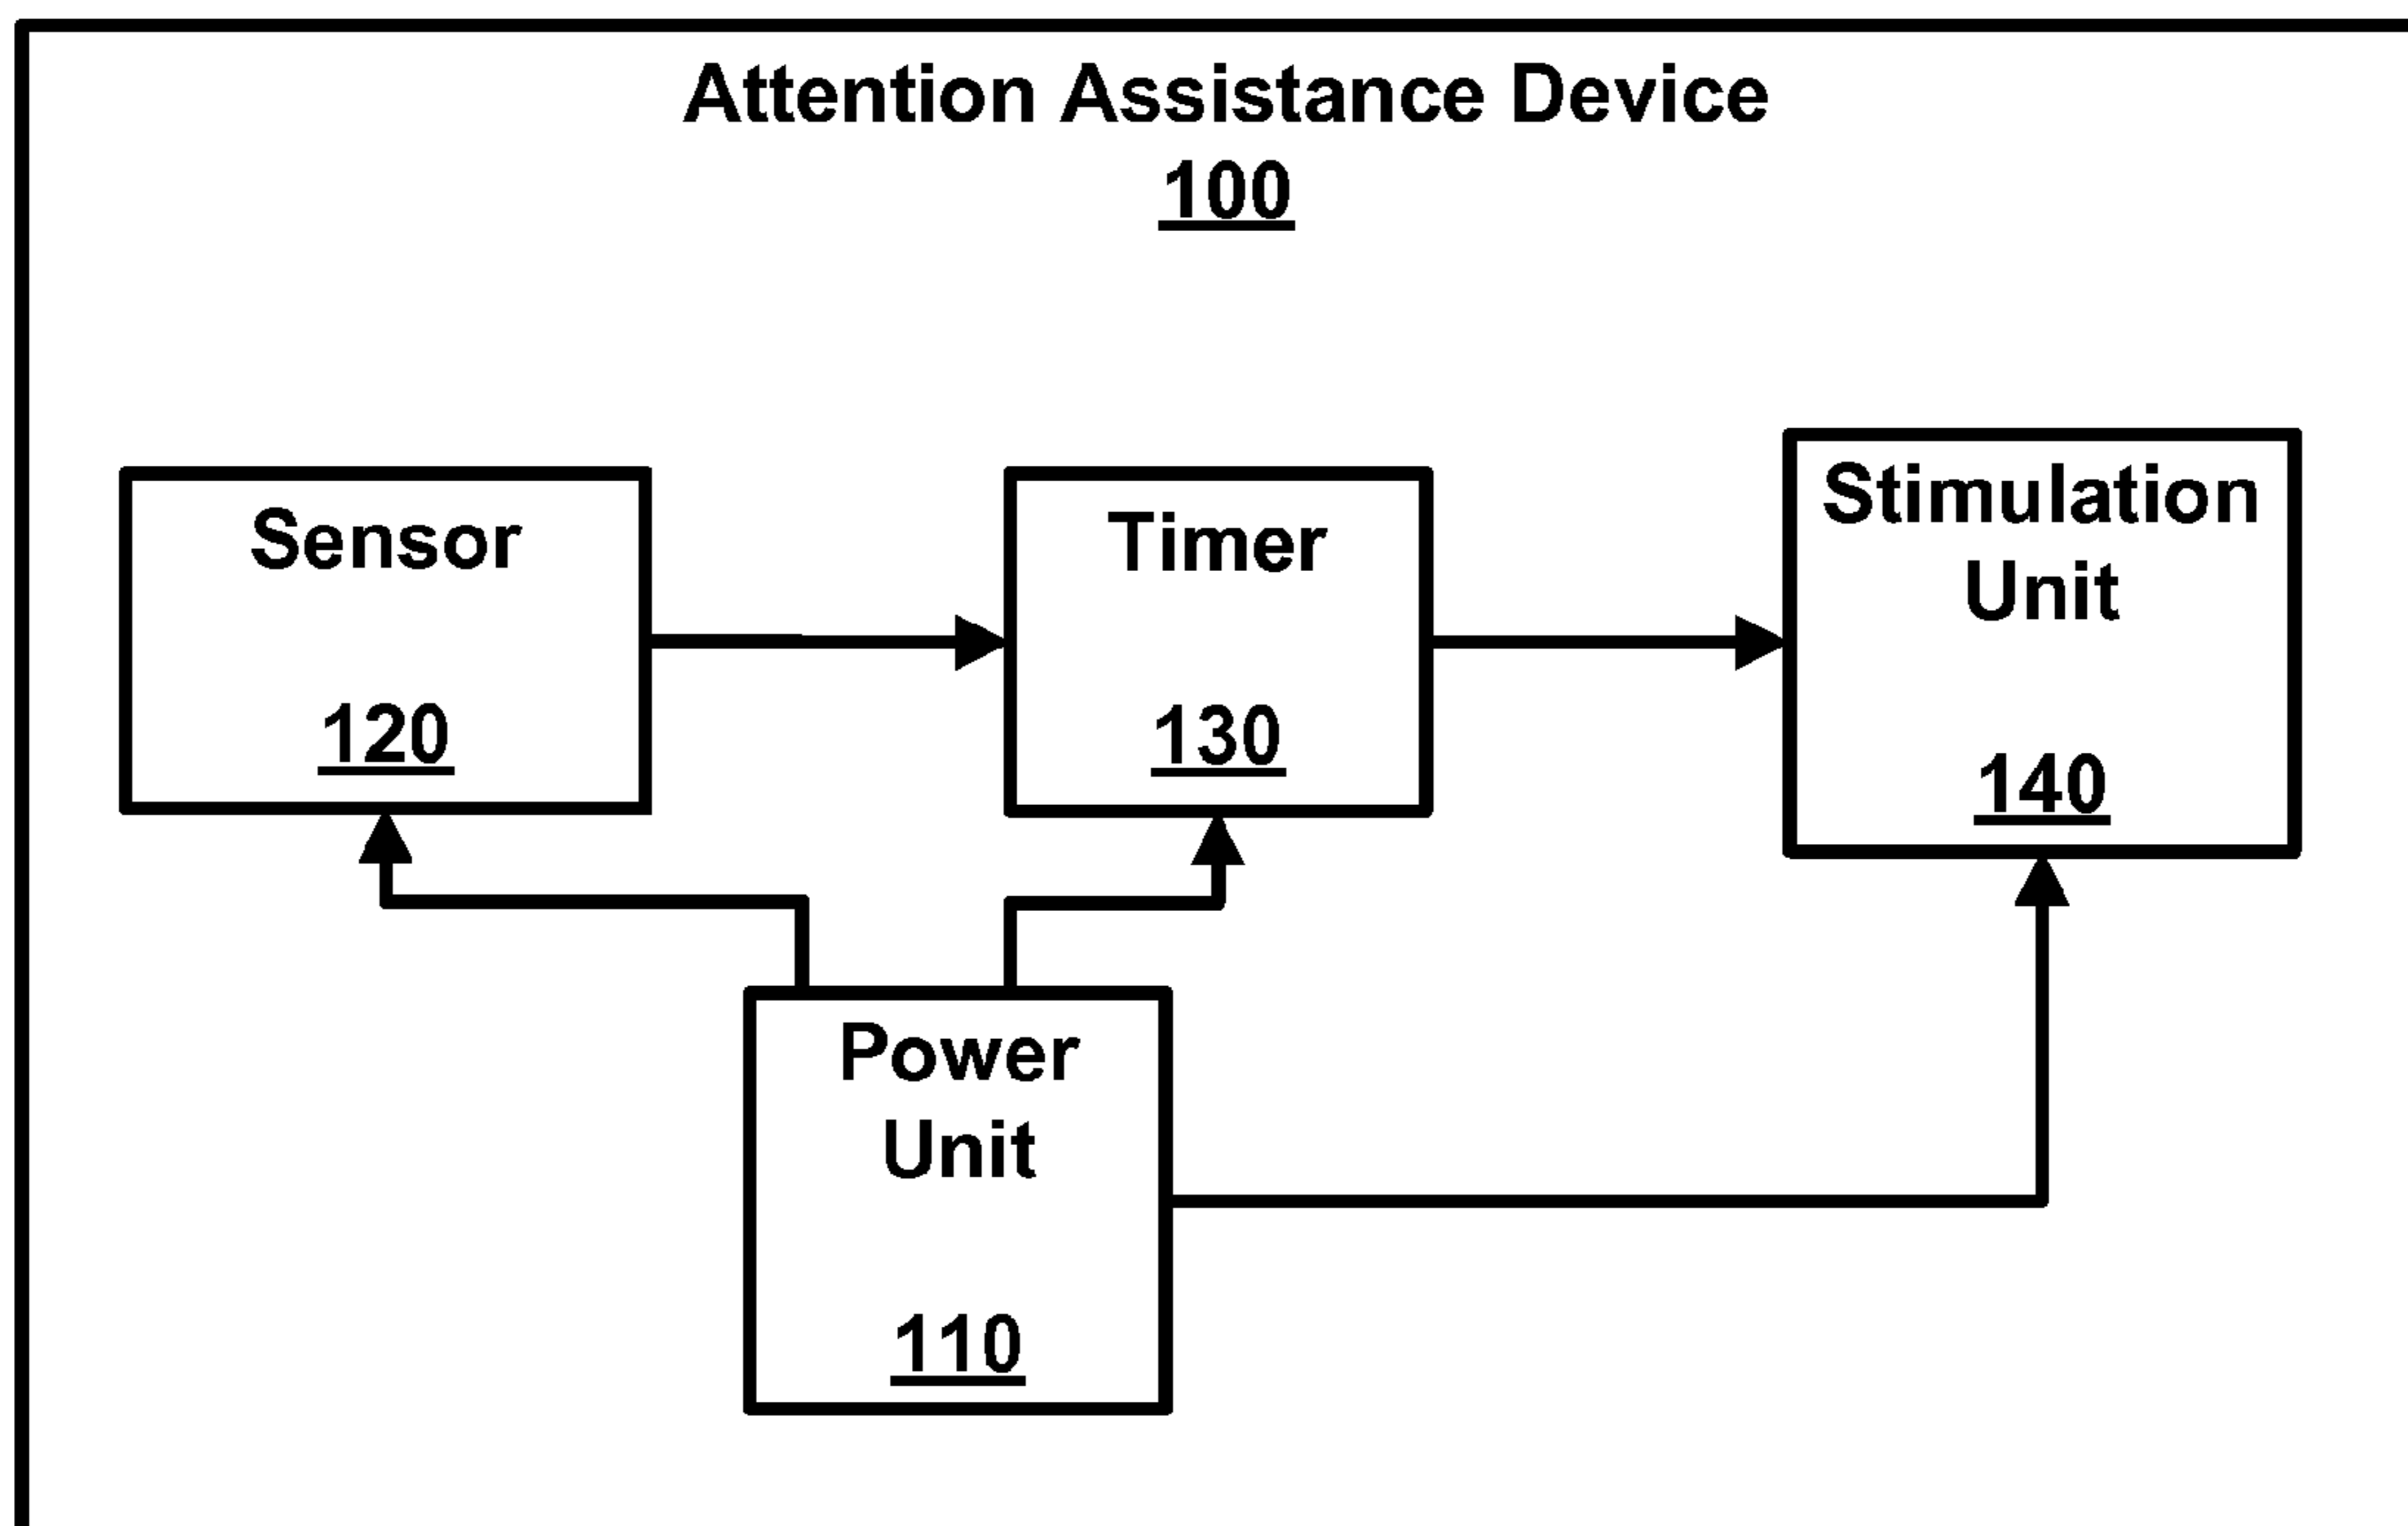 Attention Assistance Device
100
Sensor
120
Timer
130
Stimulation
Unit
140
Power
Unit
110